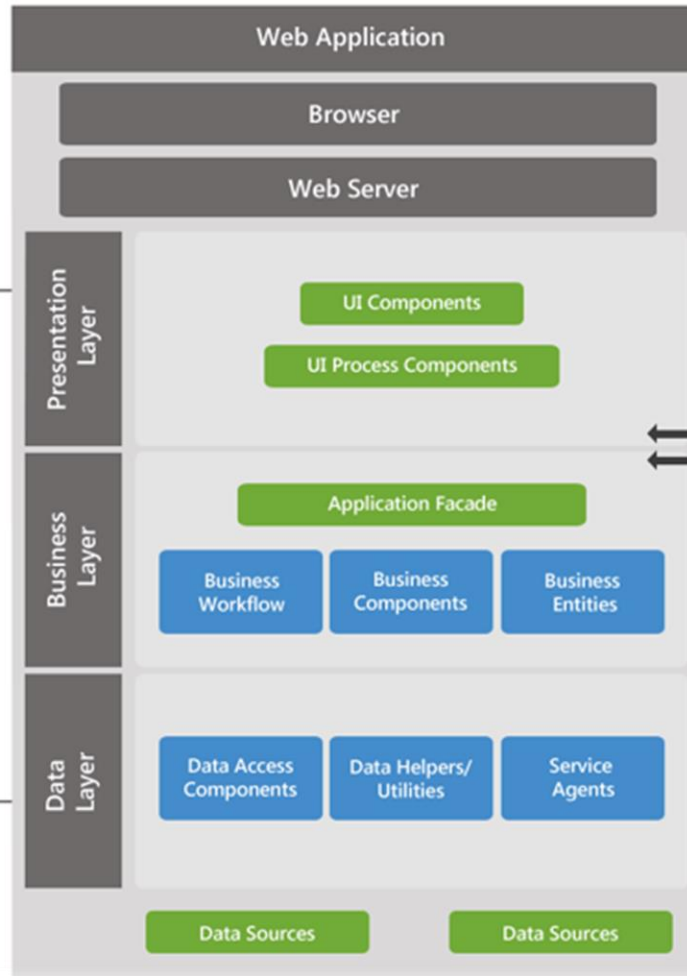 Web Application
Browser
Web Server
Presentation
Layer
UI Components
UI Process Components
Business
Layer
Application Facade
Business
Workflow
Business
Components
Business
Entities
Data
Layer
Data Access
Components
Data Helpers/
Utilities
Service
Agents
Data Sources
Data Sources